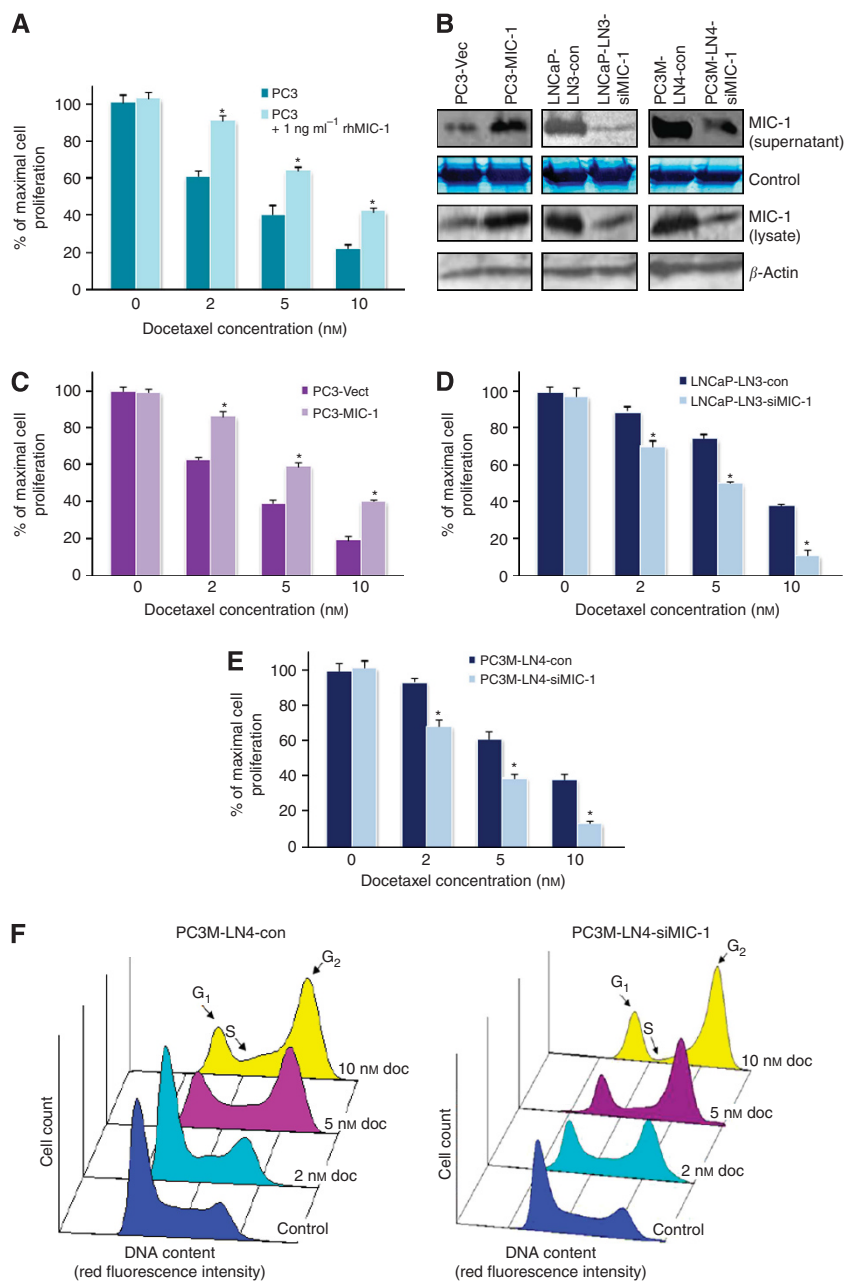 A
% of maximal cell
proliferation
100
80
60
40
20
0
PC3
PC3
+ 1 ng ml⁻¹ rhMIC-1
*
*
*
0 2 5 10
Docetaxel concentration (nM)
B
PC3-Vec
PC3-MIC-1
LNCaP-
LN3-con
LNCaP-LN3-
siMIC-1
PC3M-
LN4-con
PC3M-LN4-
siMIC-1
MIC-1
(supernatant)
Control
MIC-1
(lysate)
β-Actin
C
% of maximal cell
proliferation
100
80
60
40
20
0
PC3-Vect
PC3-MIC-1
*
*
*
0 2 5 10
Docetaxel concentration (nM)
D
% of maximal cell
proliferation
100
80
60
40
20
0
LNCaP-LN3-con
LNCaP-LN3-siMIC-1
*
*
*
0 2 5 10
Docetaxel concentration (nM)
E
% of maximal cell
proliferation
100
80
60
40
20
0
PC3M-LN4-con
PC3M-LN4-siMIC-1
*
*
*
0 2 5 10
Docetaxel concentration (nM)
F
PC3M-LN4-con
G₁
S
G₂
10 nM doc
5 nM doc
2 nM doc
Control
Cell count
DNA content
(red fluorescence intensity)
PC3M-LN4-siMIC-1
G₁
S
G₂
10 nM doc
5 nM doc
2 nM doc
Control
Cell count
DNA content
(red fluorescence intensity)